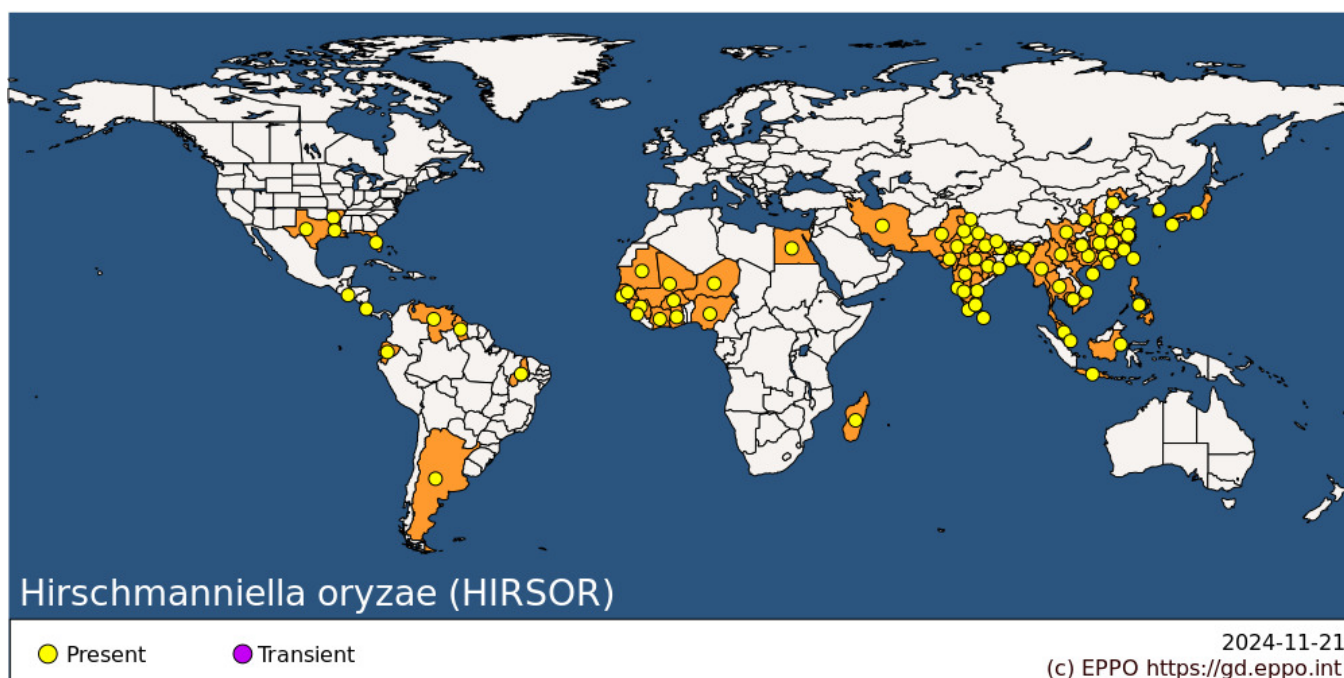 Hirschmanniella oryzae (HIRSOR)
Present
Transient
2024-11-21
(c) EPPO https://gd.eppo.int